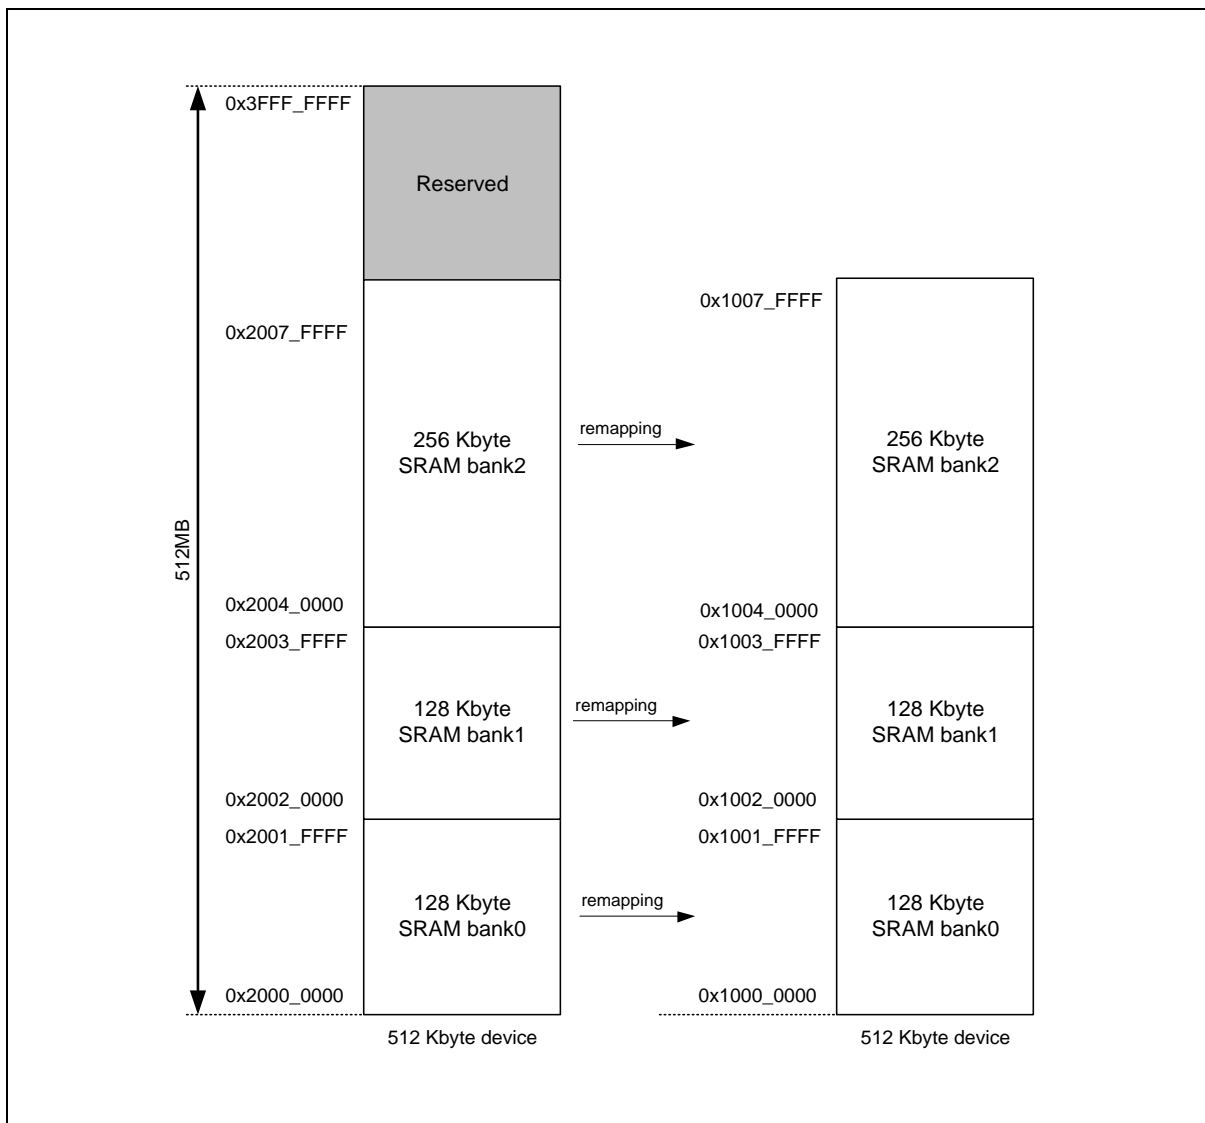 0x3FFF_FFFF
Reserved
0x1007_FFFF
0x2007_FFFF
256 Kbyte
SRAM bank2
remapping
256 Kbyte
SRAM bank2
512MB
0x2004_0000
0x1004_0000
0x2003_FFFF
0x1003_FFFF
128 Kbyte
SRAM bank1
remapping
128 Kbyte
SRAM bank1
0x2002_0000
0x1002_0000
0x2001_FFFF
0x1001_FFFF
128 Kbyte
SRAM bank0
remapping
128 Kbyte
SRAM bank0
0x2000_0000
0x1000_0000
512 Kbyte device
512 Kbyte device